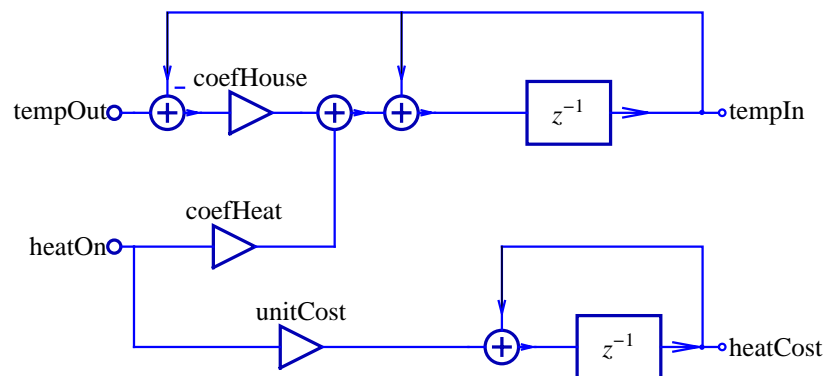 coefHouse
tempOut
z⁻¹
tempIn
coefHeat
heatOn
unitCost
z⁻¹
heatCost